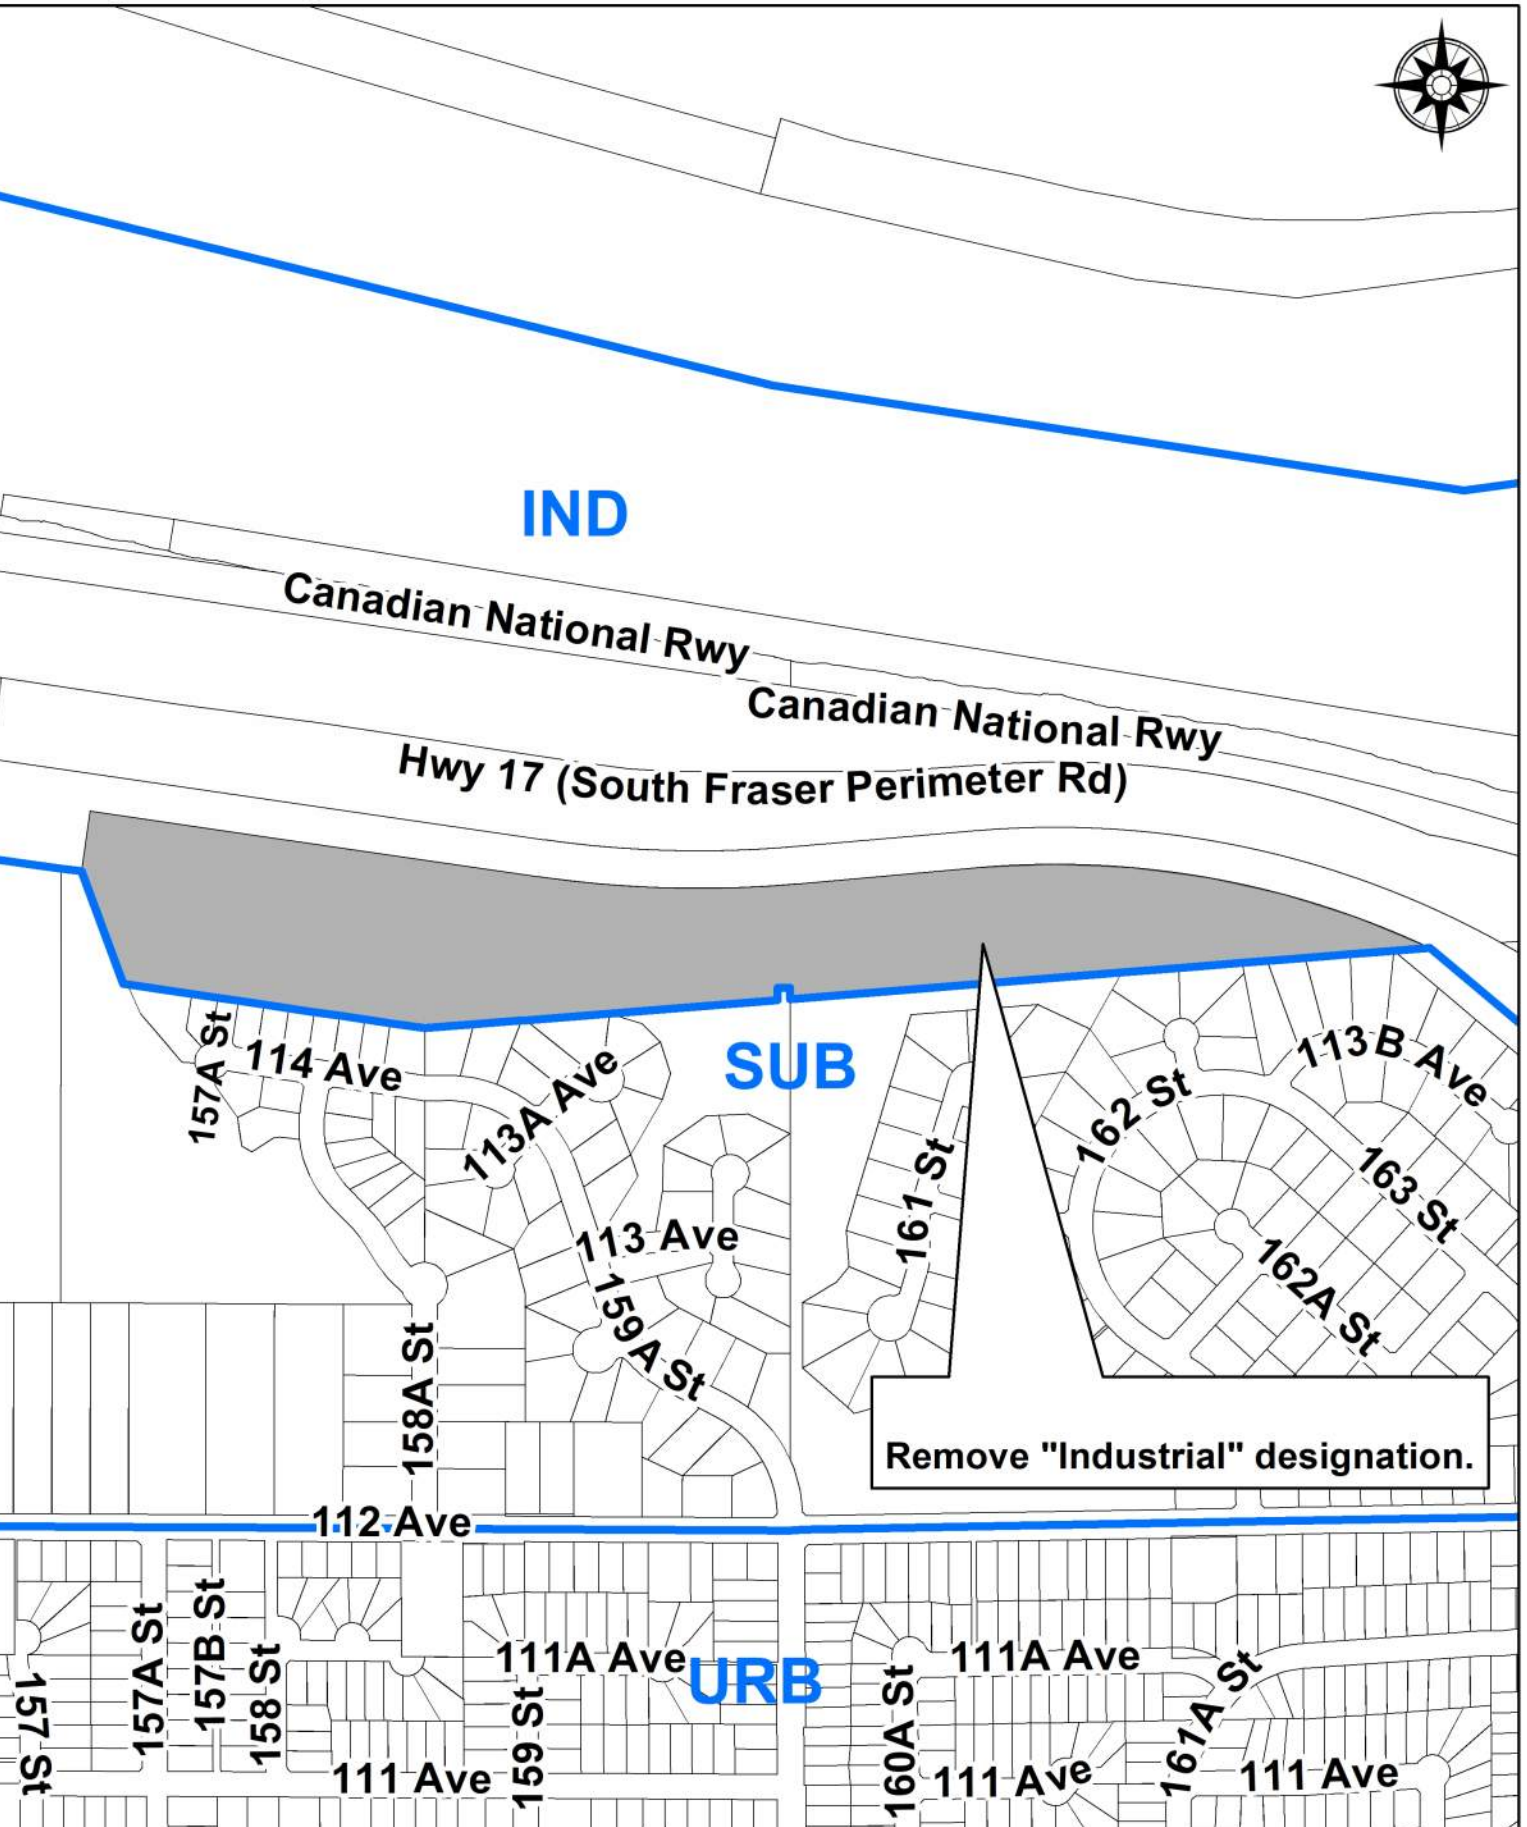 IND
Canadian National Rwy
Canadian National Rwy
Hwy 17 (South Fraser Perimeter Rd)
157A St
114 Ave
113A Ave
SUB
162 St
113 B Ave
161 St
163 St
113 Ave
162A St
159A St
158A St
Remove "Industrial" designation.
112 Ave
157 St
157A St
157B St
158 St
111A Ave
URB
111A Ave
159 St
160A St
161A St
111 Ave
111 Ave
111 Ave